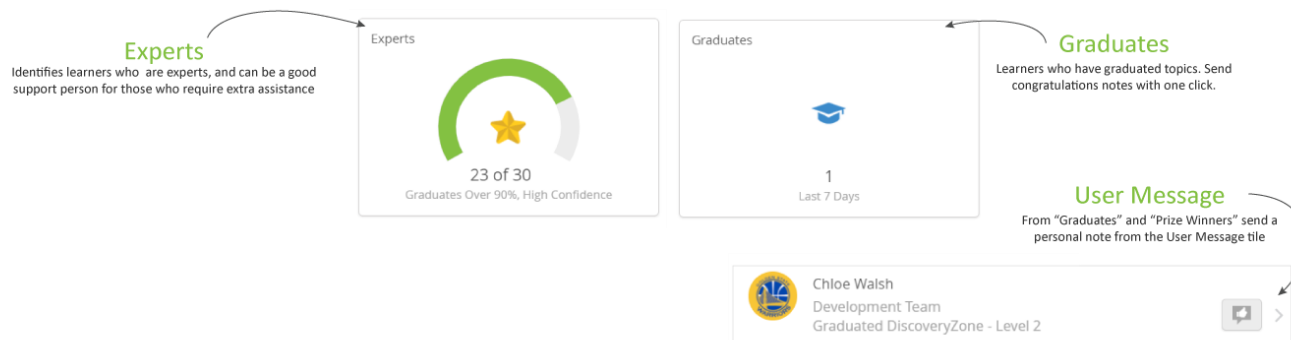 Experts
Identifies learners who are experts, and can be a good
support person for those who require extra assistance
Experts
23 of 30
Graduates Over 90%, High Confidence
Graduates
1
Last 7 Days
Graduates
Learners who have graduated topics. Send
congratulations notes with one click.
User Message
From “Graduates” and “Prize Winners” send a
personal note from the User Message tile
Chloe Walsh
Development Team
Graduated DiscoveryZone - Level 2
WARRIORS